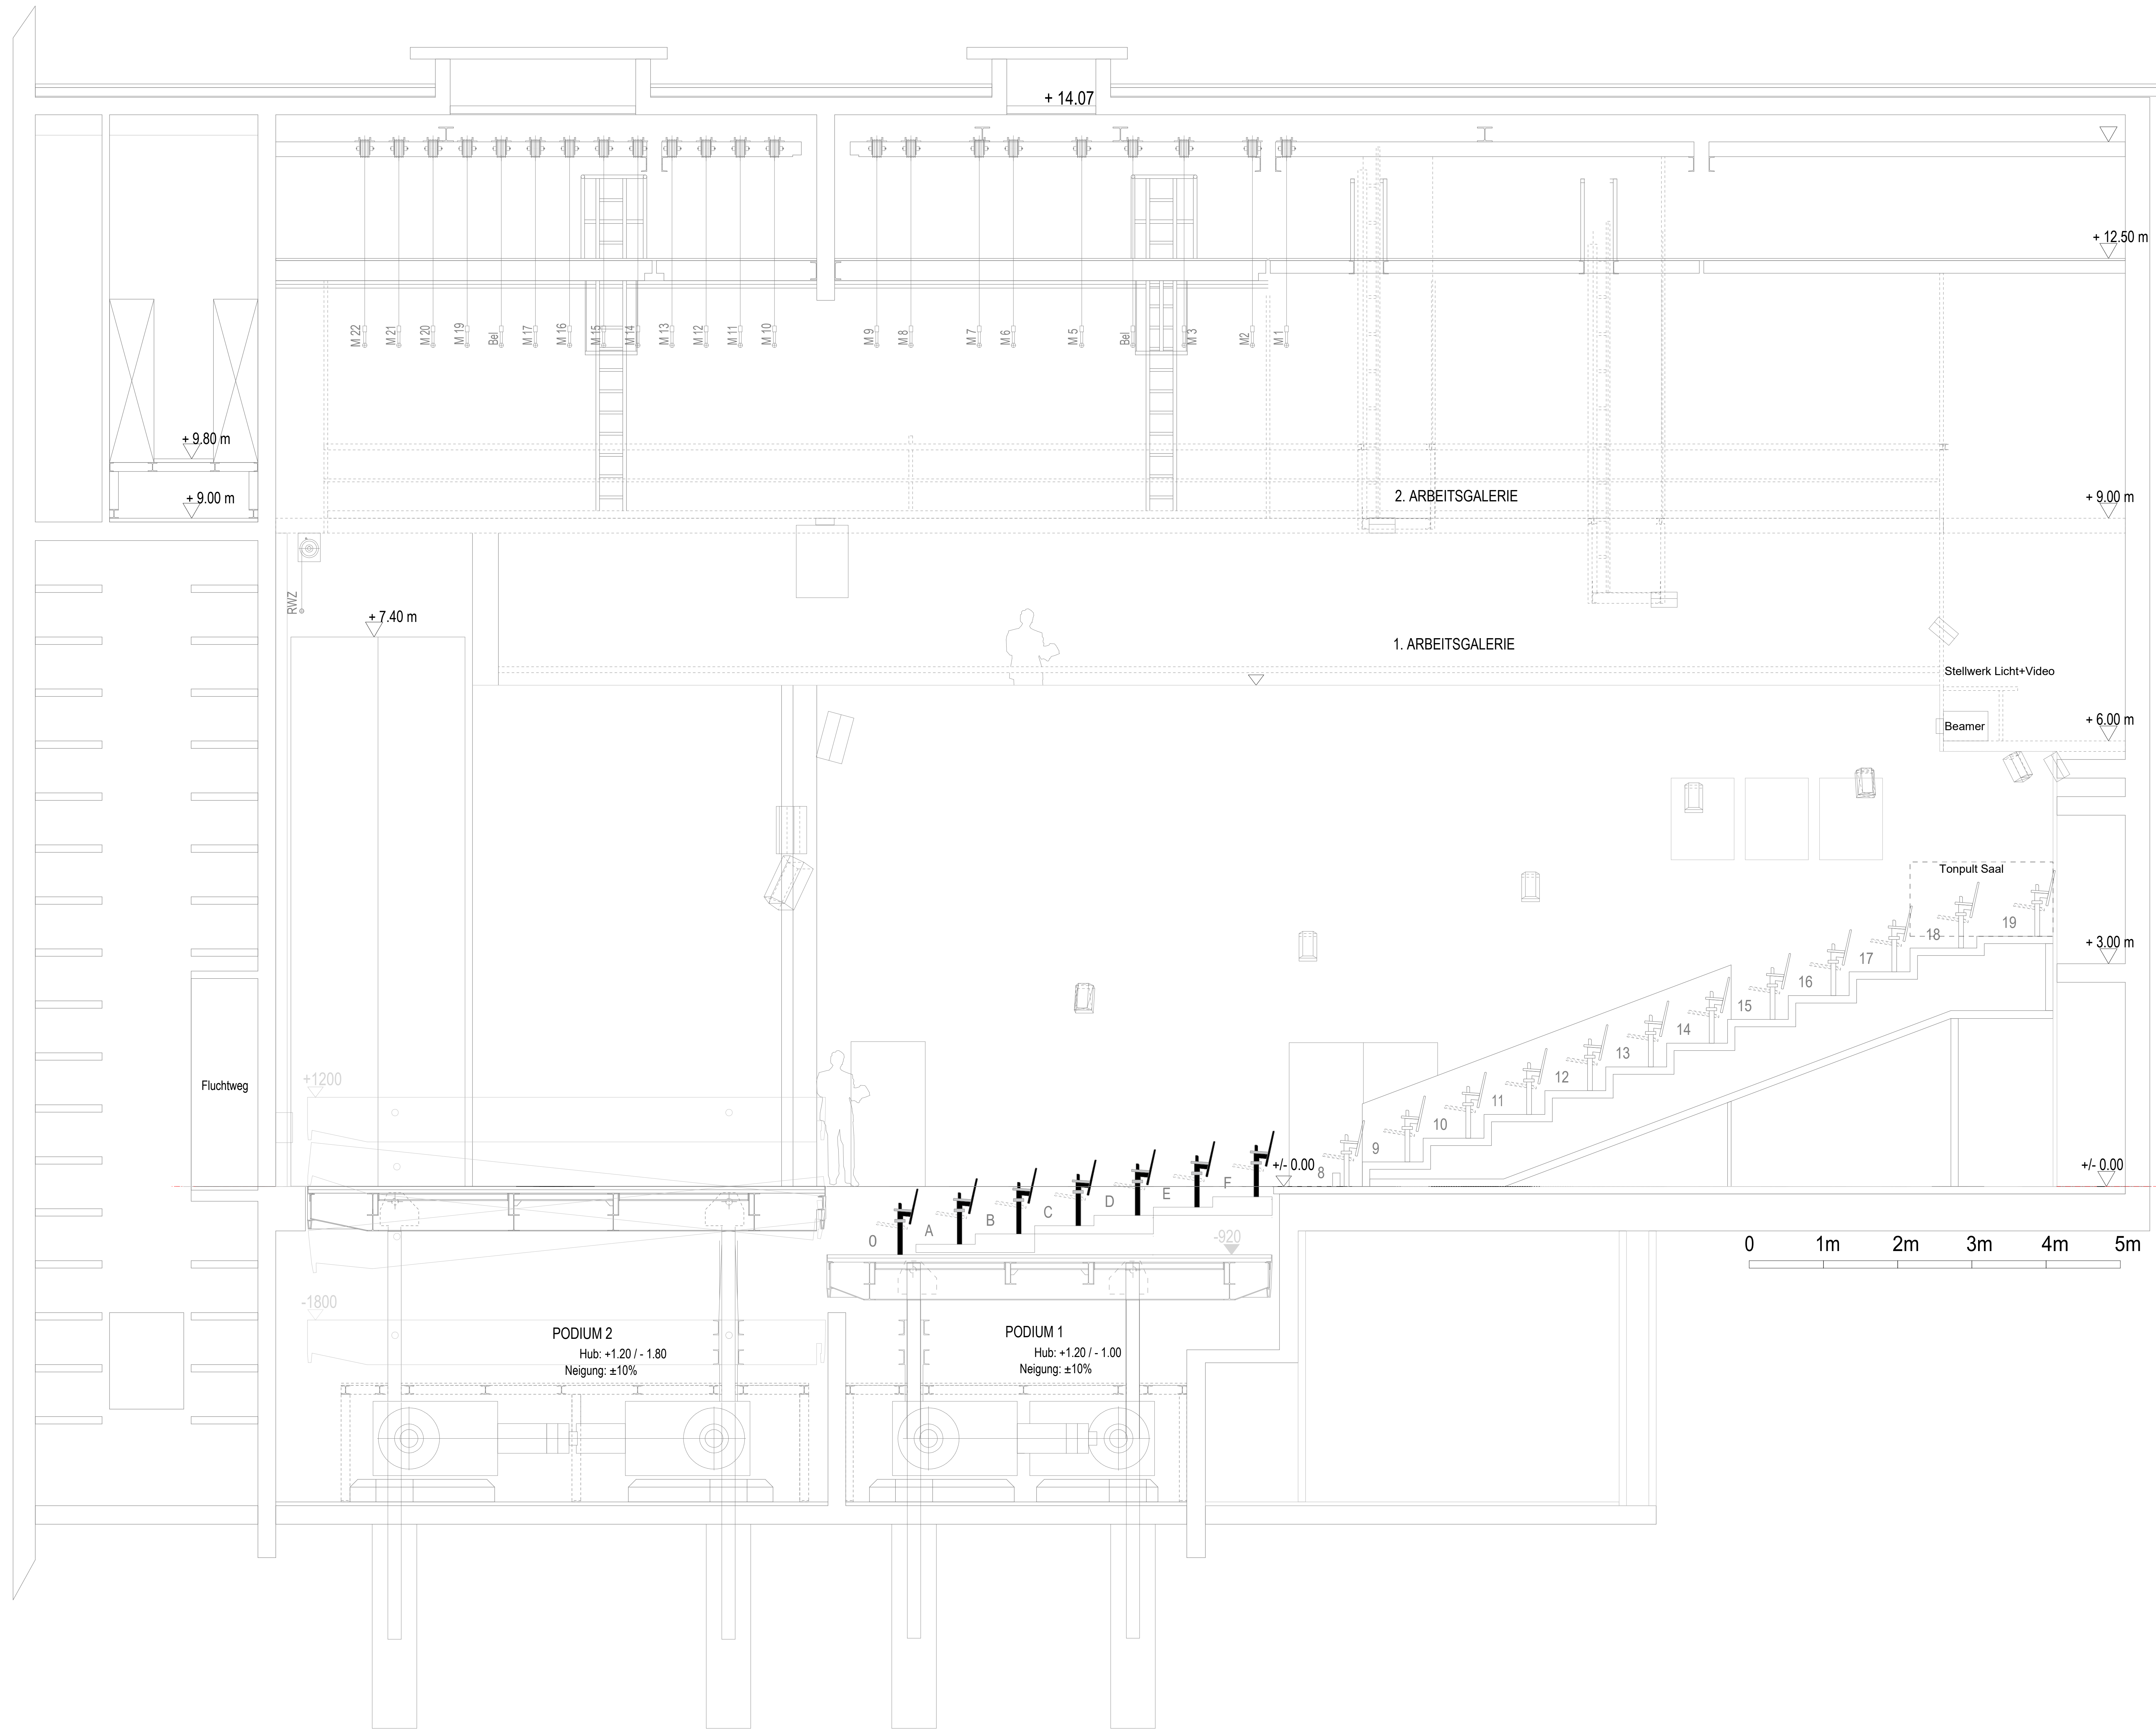 + 14.07
+ 12.50 m
M 22
M 21
M 20
M 19
Bel
M 17
M 16
M 15
M 14
M 13
M 12
M 11
M 10
M 9
M 8
M 7
M 6
M 5
Bel
M 3
M2
M 1
+ 9.80 m
+ 9.00 m
2. ARBEITSGALERIE
+ 9.00 m
RWZ
+ 7.40 m
1. ARBEITSGALERIE
Stellwerk Licht+Video
Beamer
+ 6.00 m
Tonpult Saal
19
18
+ 3.00 m
17
16
15
14
13
12
11
10
9
8
Fluchtweg
+1200
+/- 0.00
+/- 0.00
F
E
D
C
B
A
O
-920
0 1m 2m 3m 4m 5m
-1800
PODIUM 2
Hub: +1.20 / - 1.80
Neigung: ±10%
PODIUM 1
Hub: +1.20 / - 1.00
Neigung: ±10%